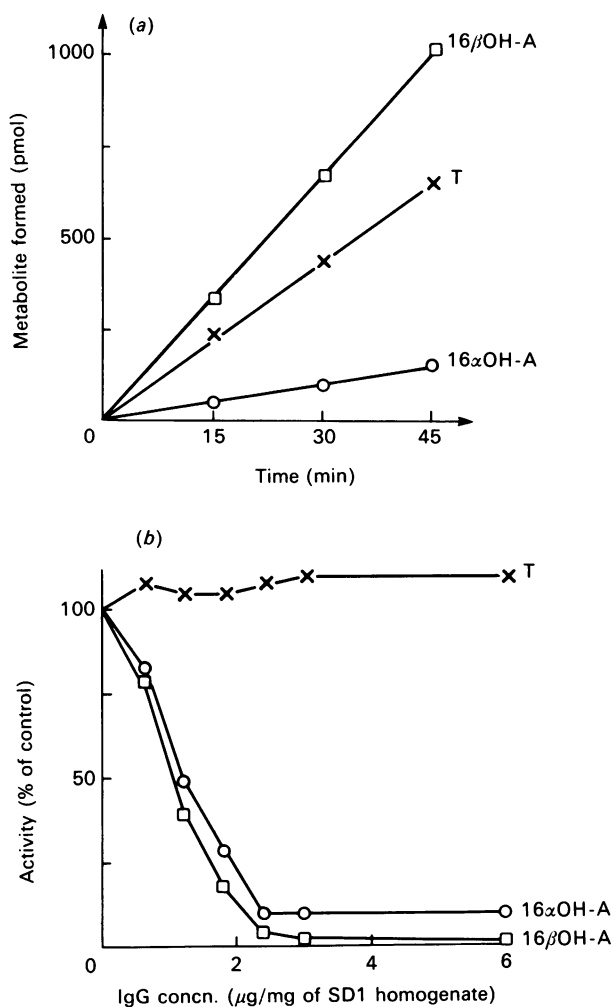 (a)
1000
500
0
Metabolite formed (pmol)
16βOH-A
T
16αOH-A
15
30
45
Time (min)
(b)
100
50
0
Activity (% of control)
T
16αOH-A
16βOH-A
2
4
6
IgG concn. (μg/mg of SD1 homogenate)